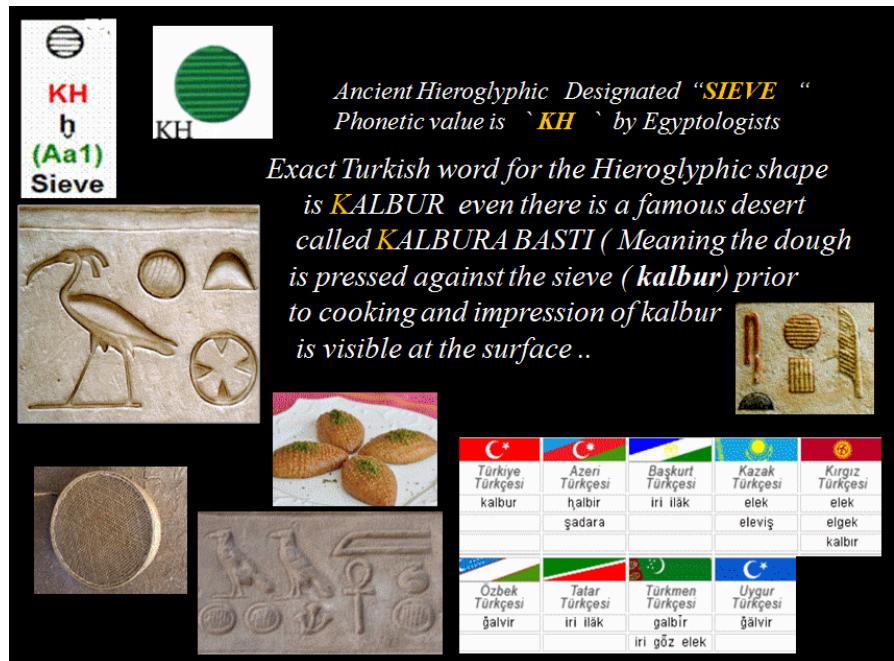 KH
ḫ
(Aa1)
Sieve
KH
Ancient Hieroglyphic Designated “SIEVE “
Phonetic value is ` KH ` by Egyptologists
Exact Turkish word for the Hieroglyphic shape
is KALBUR even there is a famous desert
called KALBURA BASTI ( Meaning the dough
is pressed against the sieve ( kalbur) prior
to cooking and impression of kalbur
is visible at the surface ..
Türkiye Türkçesi
kalbur
Azeri Türkçesi
ḫalbir
şadara
Başkurt Türkçesi
iri iläk
Kazak Türkçesi
elek
eleviş
Kırgız Türkçesi
elek
elgek
kalbır
Özbek Türkçesi
ğalvir
Tatar Türkçesi
iri iläk
Türkmen Türkçesi
galbīr
iri göz elek
Uygur Türkçesi
ğälvir